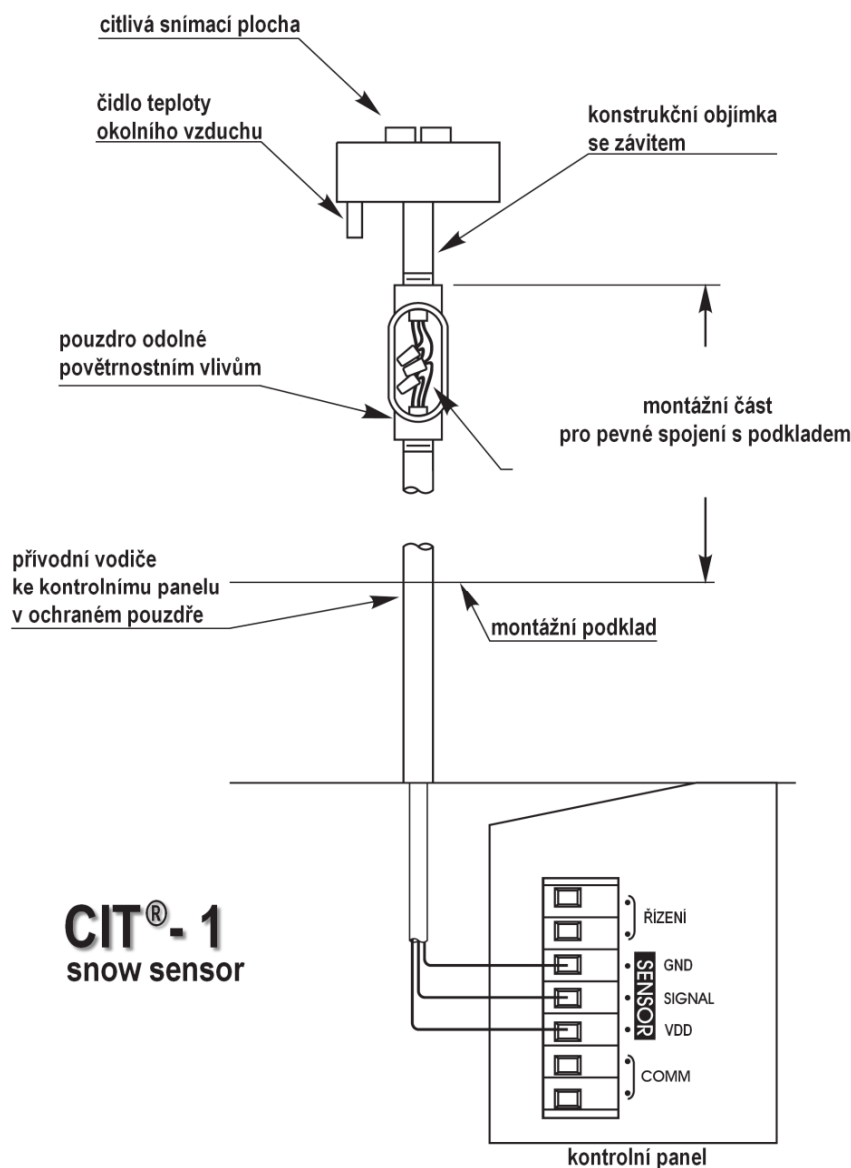 citlivá snímací plocha
čidlo teploty
okolního vzduchu
konstrukční objímka
se závitem
pouzdro odolné
povětrnostním vlivům
montážní část
pro pevné spojení s podkladem
přívodní vodiče
ke kontrolnímu panelu
v ochraném pouzdře
montážní podklad
CIT®- 1
snow sensor
ŘÍZENÍ
SENSOR
GND
SIGNAL
VDD
COMM
kontrolní panel